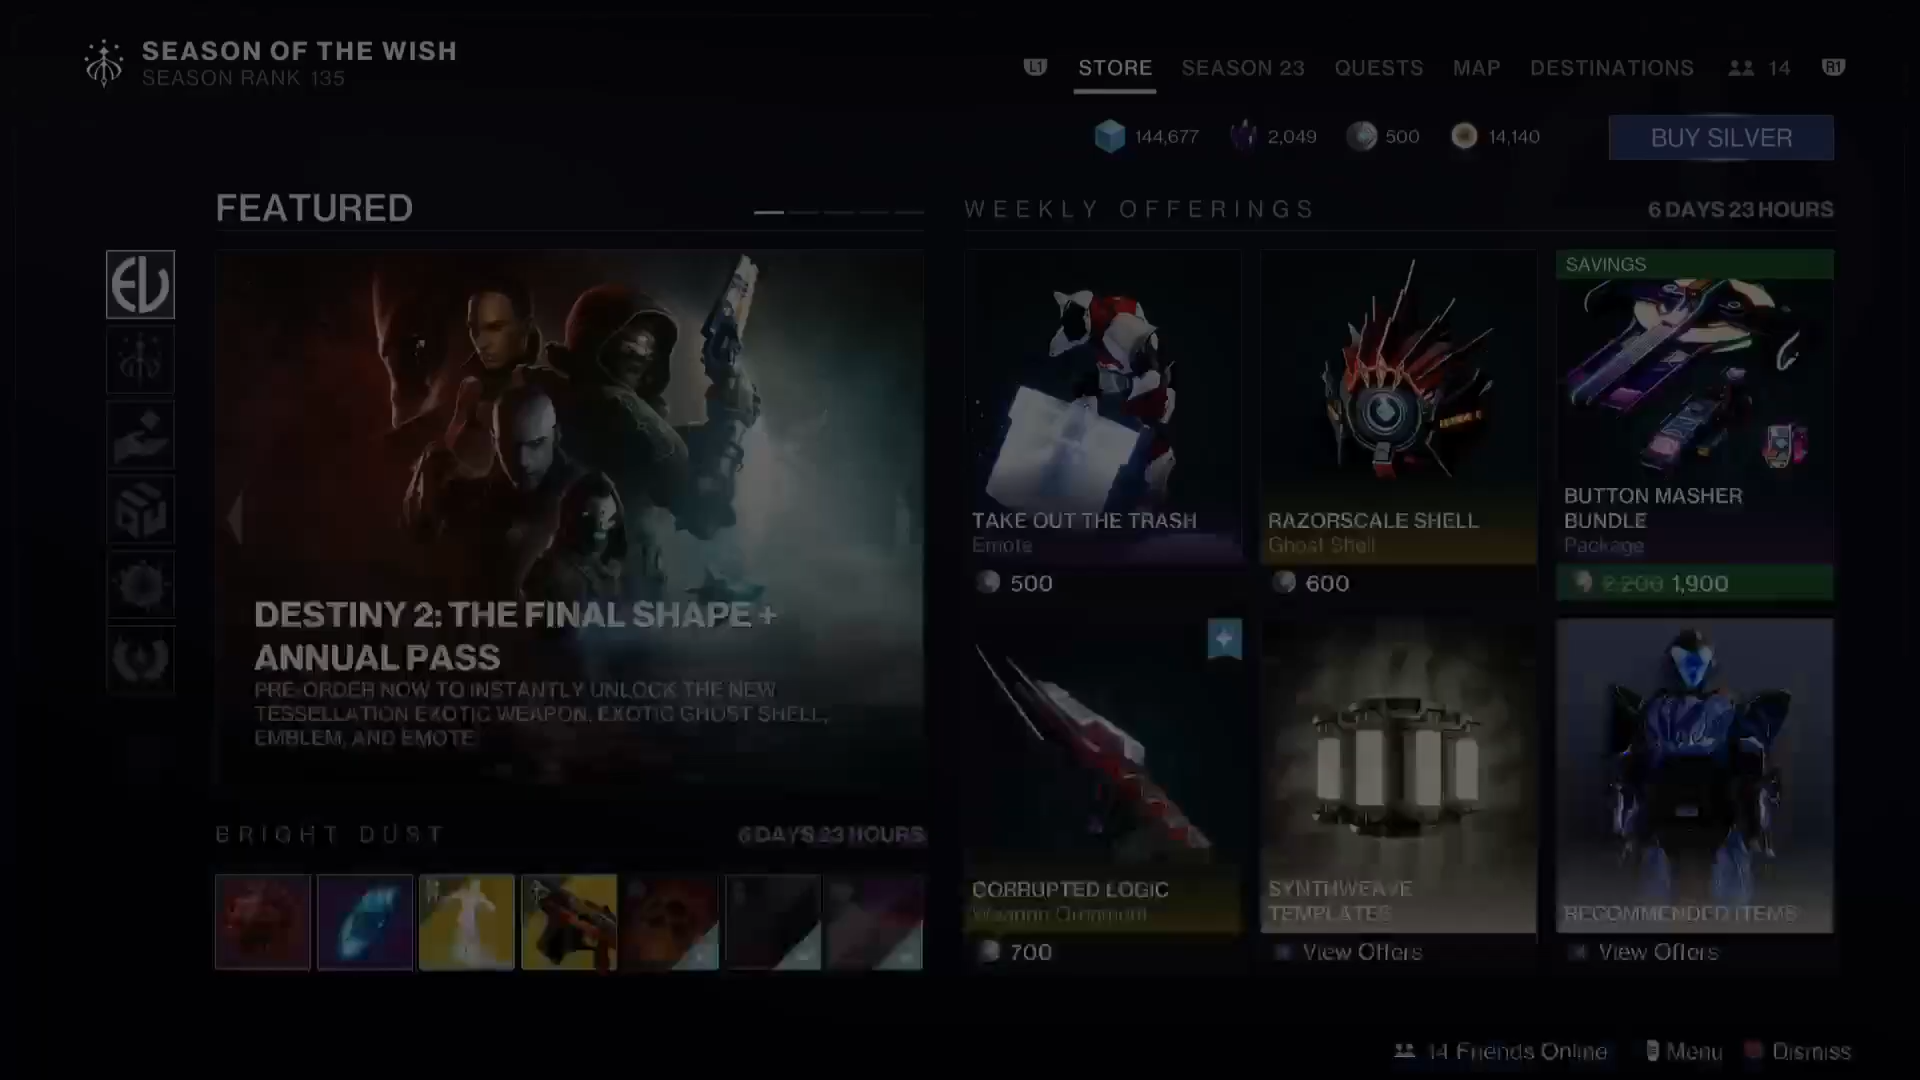 SEASON OF THE WISH
SEASON RANK 135
L1
STORE
SEASON 23
QUESTS
MAP
DESTINATIONS
14
R1
144,677
2,049
500
14,140
BUY SILVER
FEATURED
WEEKLY OFFERINGS
6 DAYS 23 HOURS
SAVINGS
TAKE OUT THE TRASH
Emote
500
RAZORSCALE SHELL
Ghost Shell
600
BUTTON MASHER
BUNDLE
Package
2,200 1,900
DESTINY 2: THE FINAL SHAPE +
ANNUAL PASS
PRE-ORDER NOW TO INSTANTLY UNLOCK THE NEW
TESSELLATION EXOTIC WEAPON, EXOTIC GHOST SHELL,
EMBLEM, AND EMOTE.
BRIGHT DUST
6 DAYS 23 HOURS
CORRUPTED LOGIC
Weapon Ornament
700
SYNTHWEAVE
TEMPLATES
View Offers
RECOMMENDED ITEMS
View Offers
14 Friends Online
Menu
Dismiss